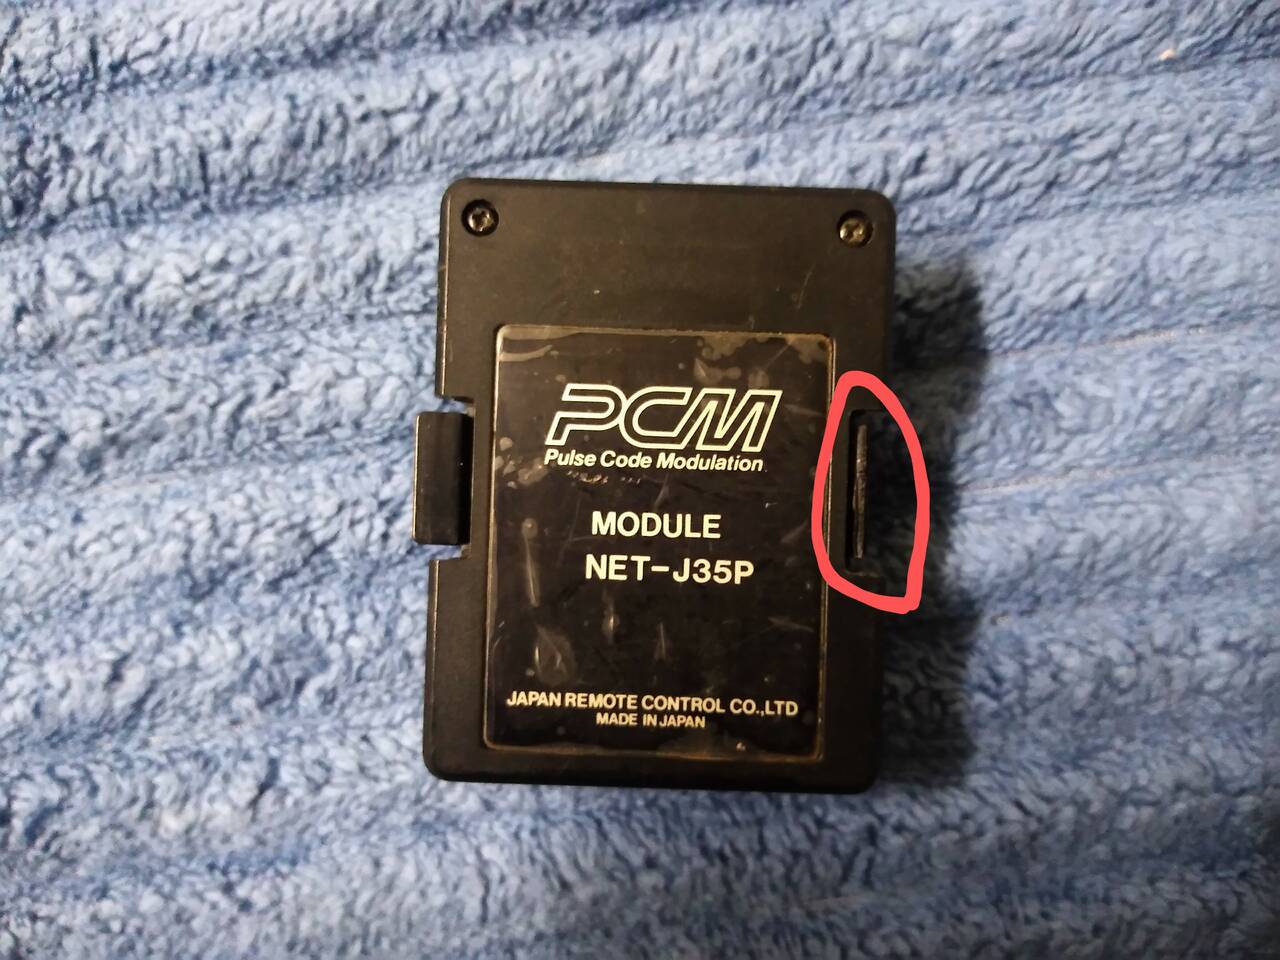 PCM
Pulse Code Modulation
MODULE
NET-J35P
JAPAN REMOTE CONTROL CO.,LTD
MADE IN JAPAN